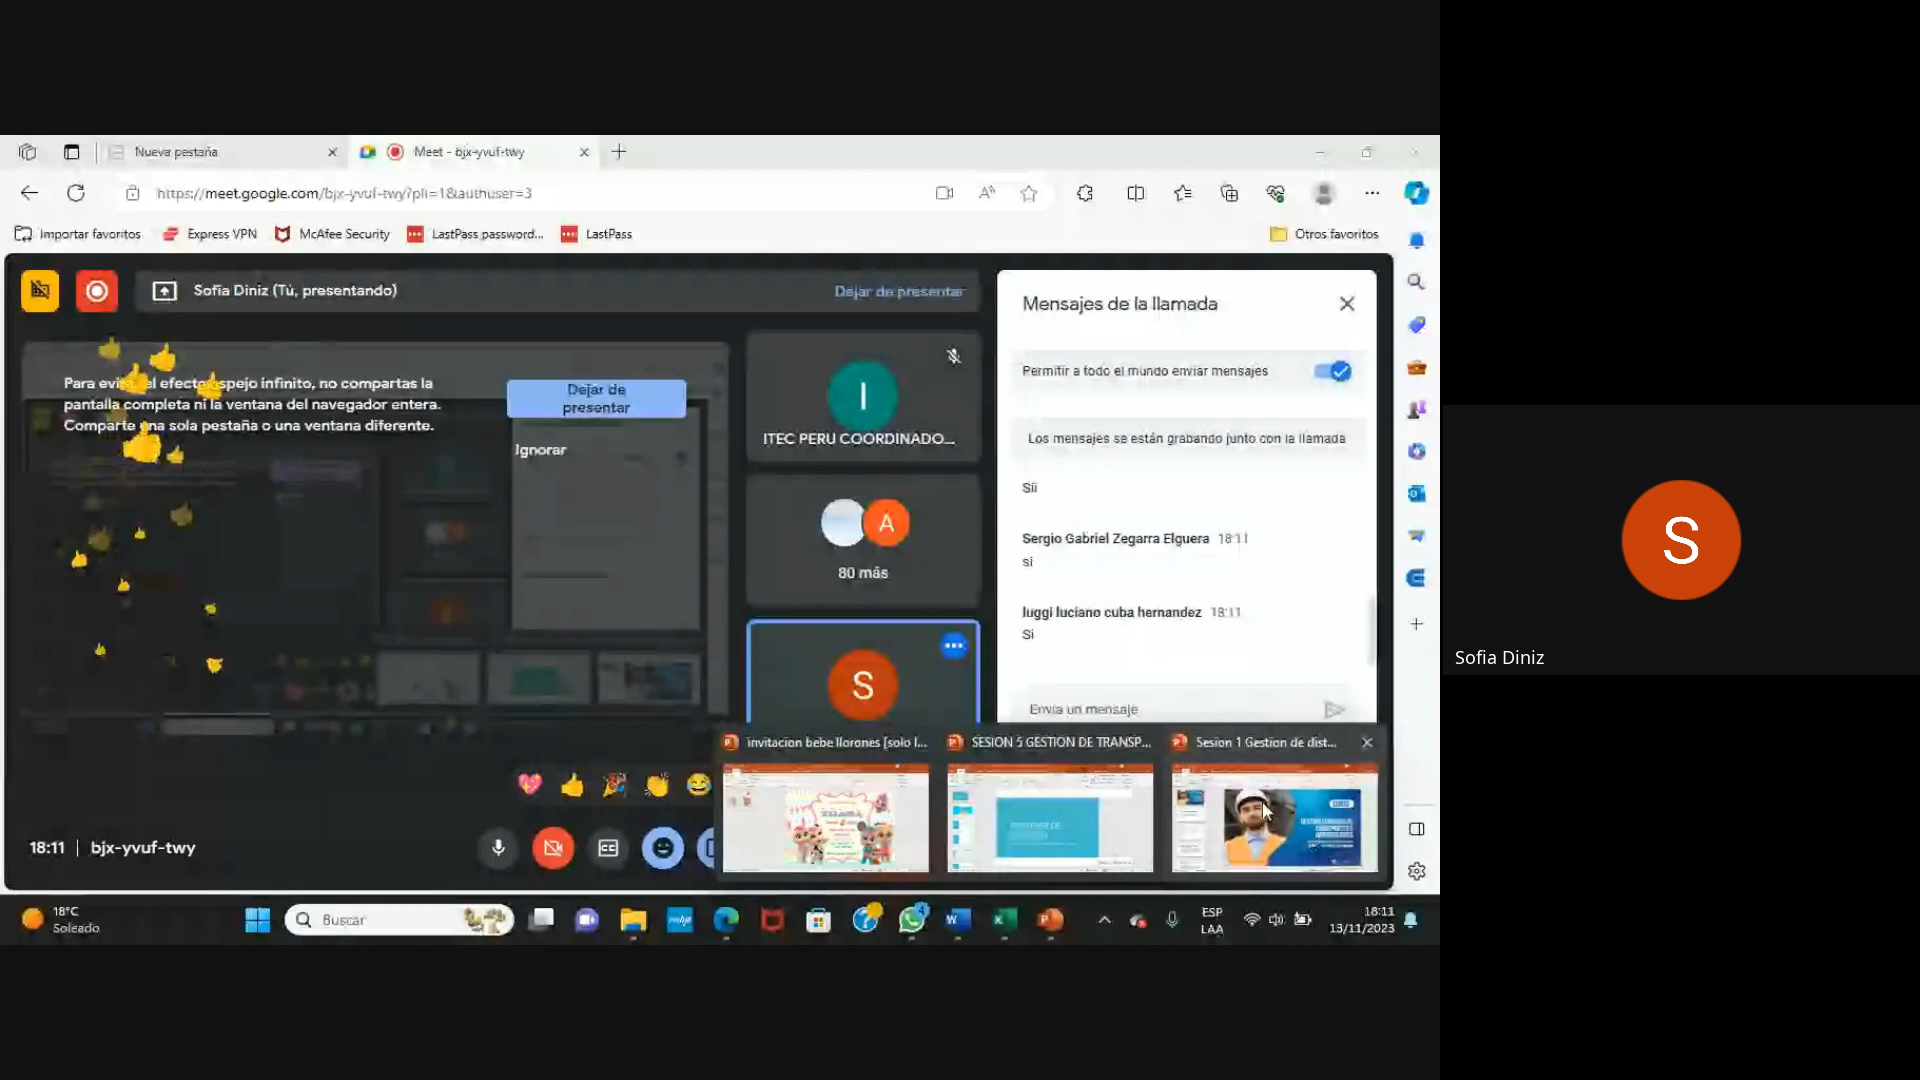 Nueva pestaña
Meet - bjx-yvuf-twy
https://meet.google.com/bjx-yvuf-twy?pli=1&authuser=3
Importar favoritos
Express VPN
McAfee Security
LastPass password...
LastPass
Otros favoritos
Sofia Diniz (Tú, presentando)
Dejar de presentar
Mensajes de la llamada
Permitir a todo el mundo enviar mensajes
Los mensajes se están grabando junto con la llamada
Sii
Sergio Gabriel Zegarra Elguera 18:11
si
luggi luciano cuba hernandez 18:11
Si
Envía un mensaje
Para evitar el efecto espejo infinito, no compartas la
pantalla completa ni la ventana del navegador entera.
Comparte una sola pestaña o una ventana diferente.
Dejar de
presentar
Ignorar
I
ITEC PERU COORDINADO...
A
80 más
S
invitacion bebe llorones [solo l...
SESION 5 GESTION DE TRANSP...
Sesion 1 Gestion de dist...
CURSO
18:11
bjx-yvuf-twy
18°C
Soleado
Buscar
ESP
LAA
18:11
13/11/2023
S
Sofia Diniz